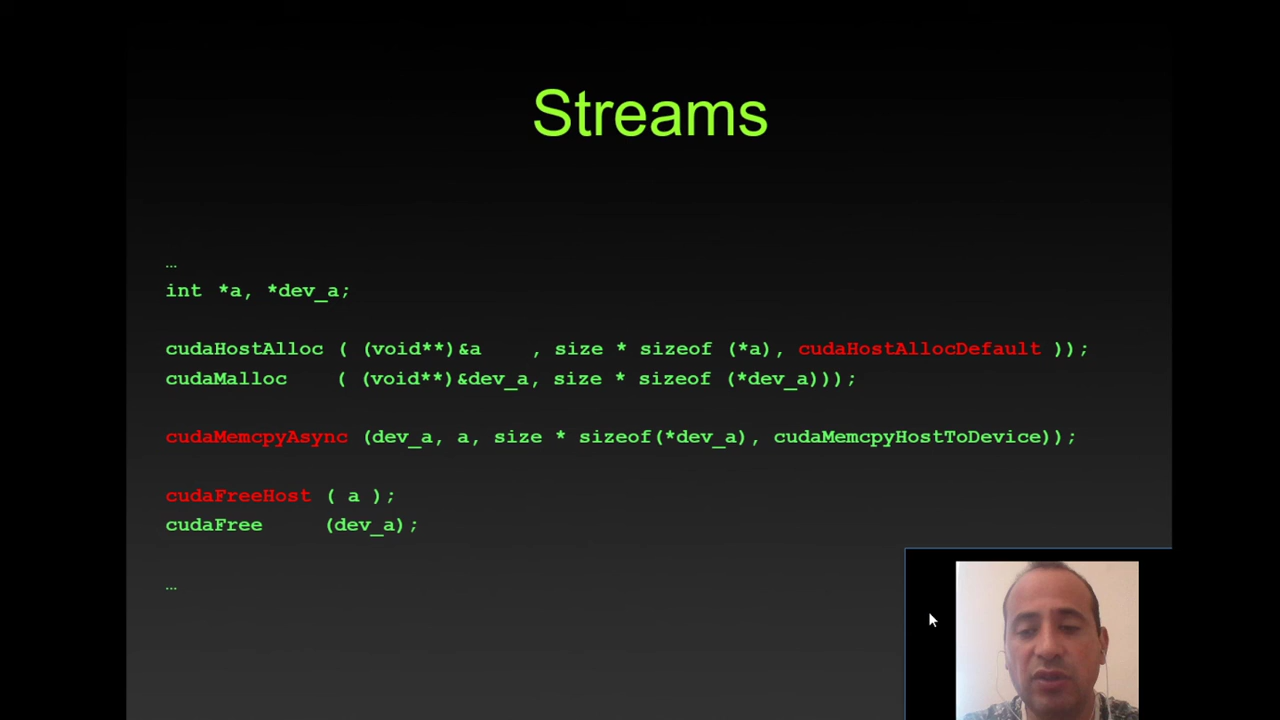 Streams
…
int *a, *dev_a;
cudaHostAlloc ( (void**)&a , size * sizeof (*a), cudaHostAllocDefault ));
cudaMalloc ( (void**)&dev_a, size * sizeof (*dev_a)));
cudaMemcpyAsync (dev_a, a, size * sizeof(*dev_a), cudaMemcpyHostToDevice));
cudaFreeHost ( a );
cudaFree (dev_a);
…